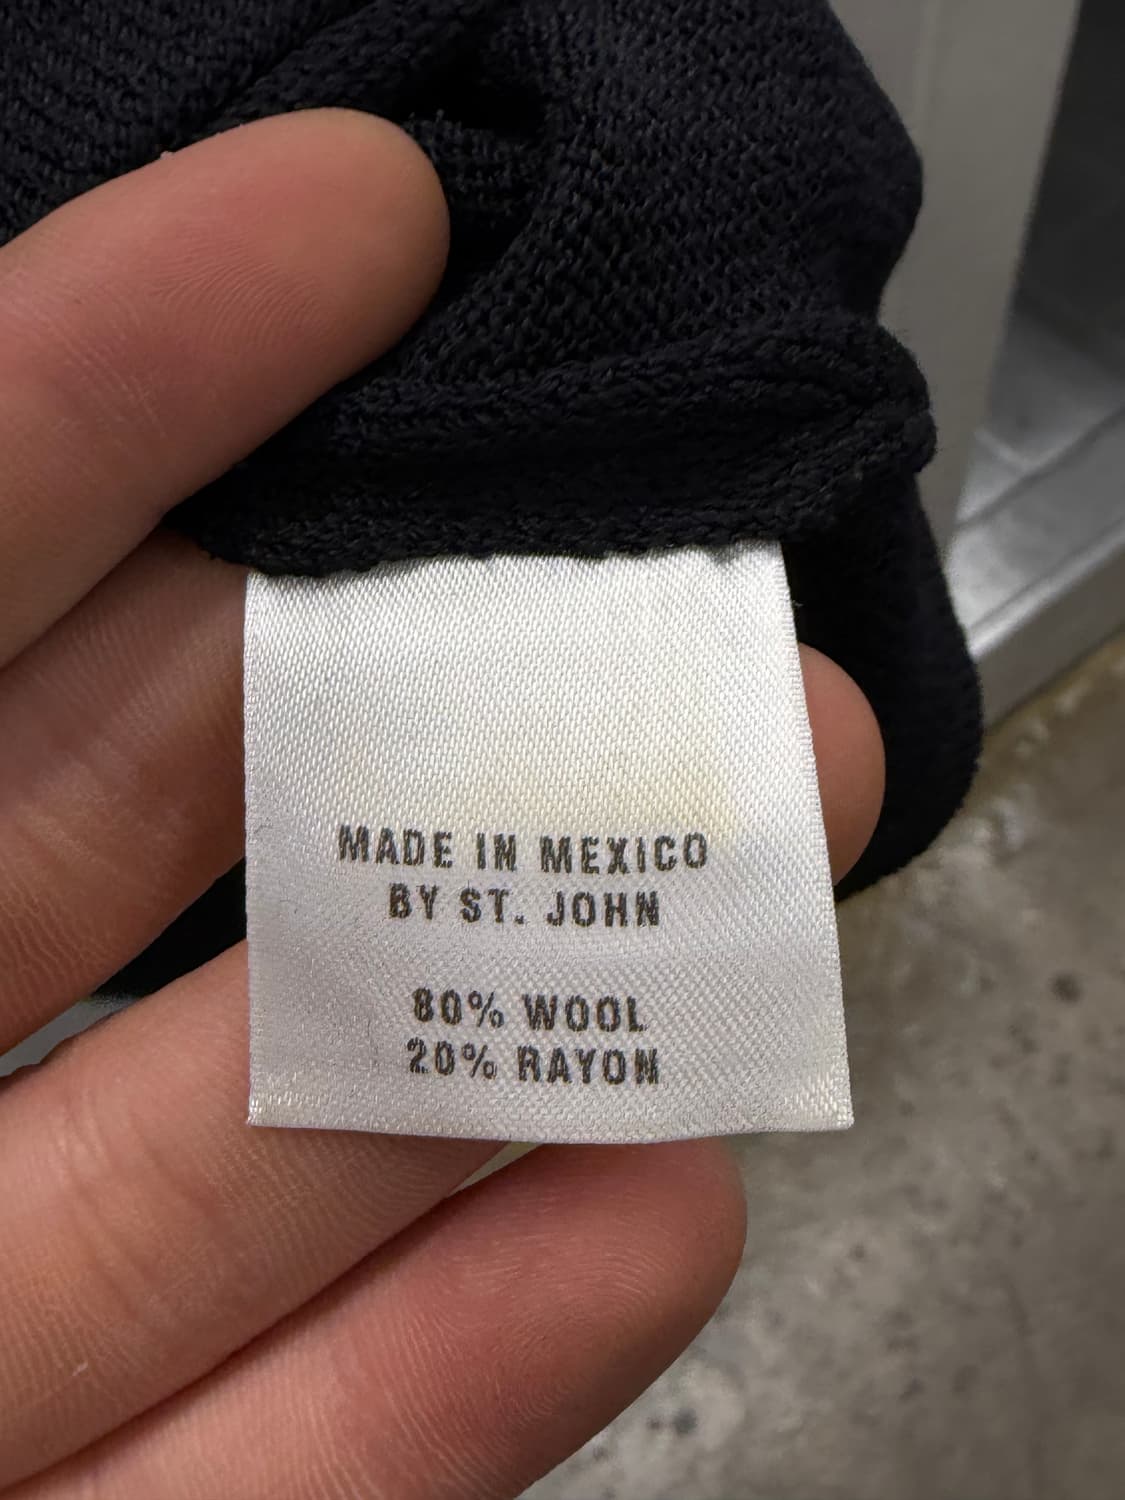 MADE IN MEXICO
BY ST. JOHN
80% WOOL
20% RAYON